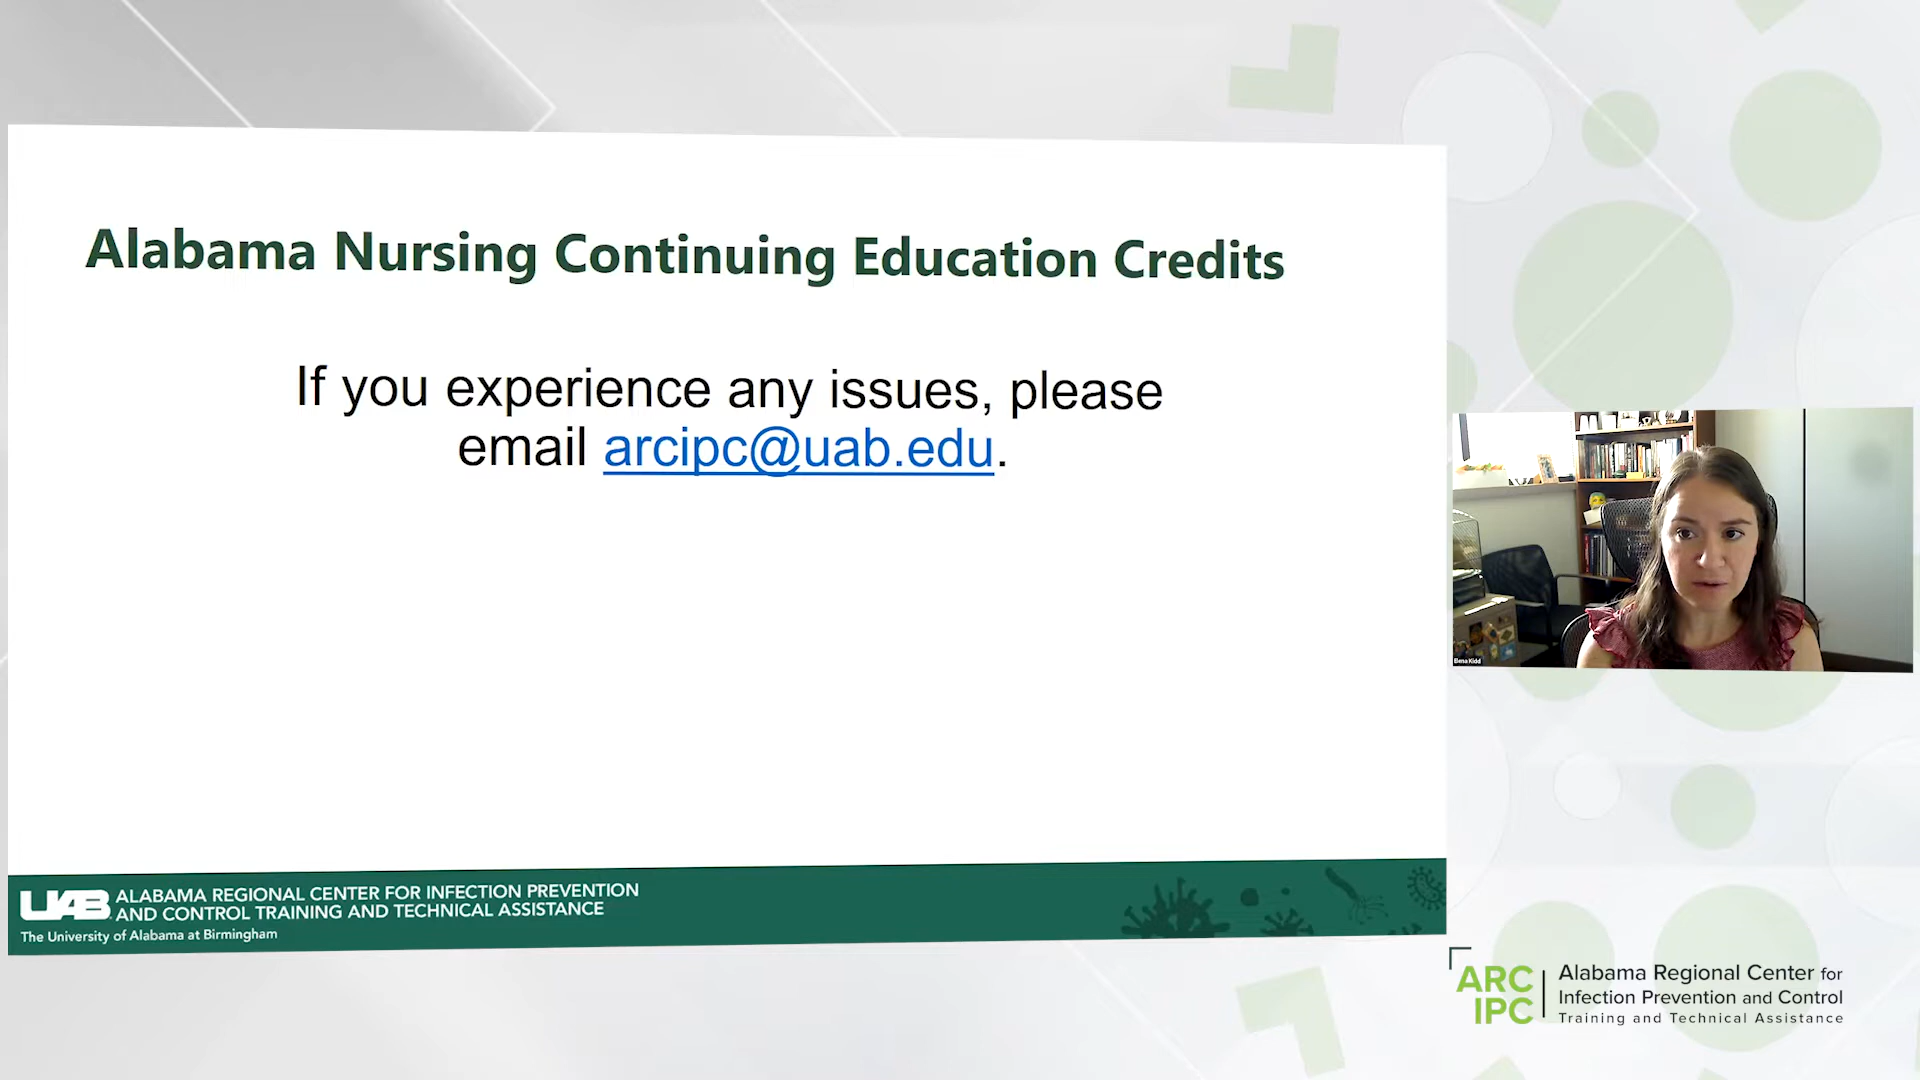 Alabama Nursing Continuing Education Credits
If you experience any issues, please
email arcipc@uab.edu.
UAB
ALABAMA REGIONAL CENTER FOR INFECTION PREVENTION
AND CONTROL TRAINING AND TECHNICAL ASSISTANCE
The University of Alabama at Birmingham
Elena Kidd
ARC
IPC
Alabama Regional Center for
Infection Prevention and Control
Training and Technical Assistance